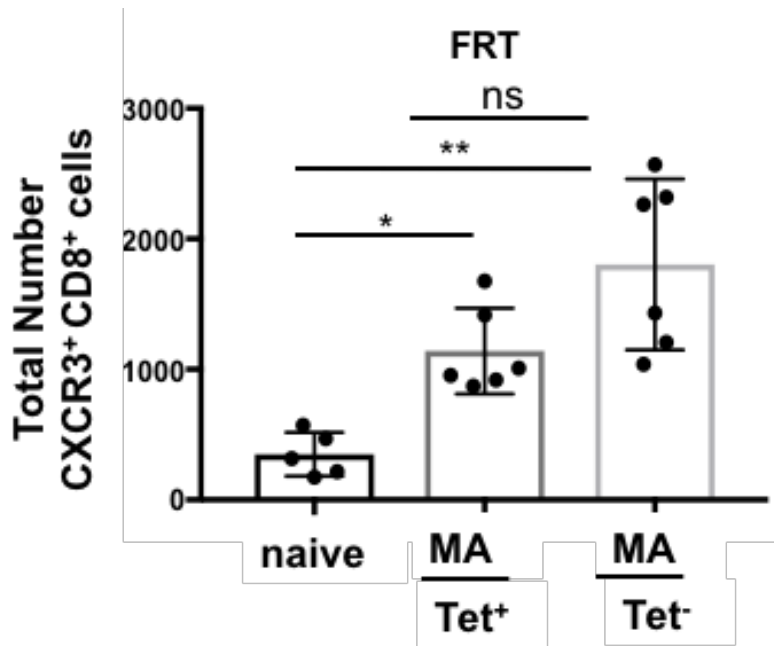 FRT
ns
**
*
3000
2000
1000
0
Total Number
CXCR3⁺ CD8⁺ cells
naive
MA
Tet⁺
MA
Tet⁻